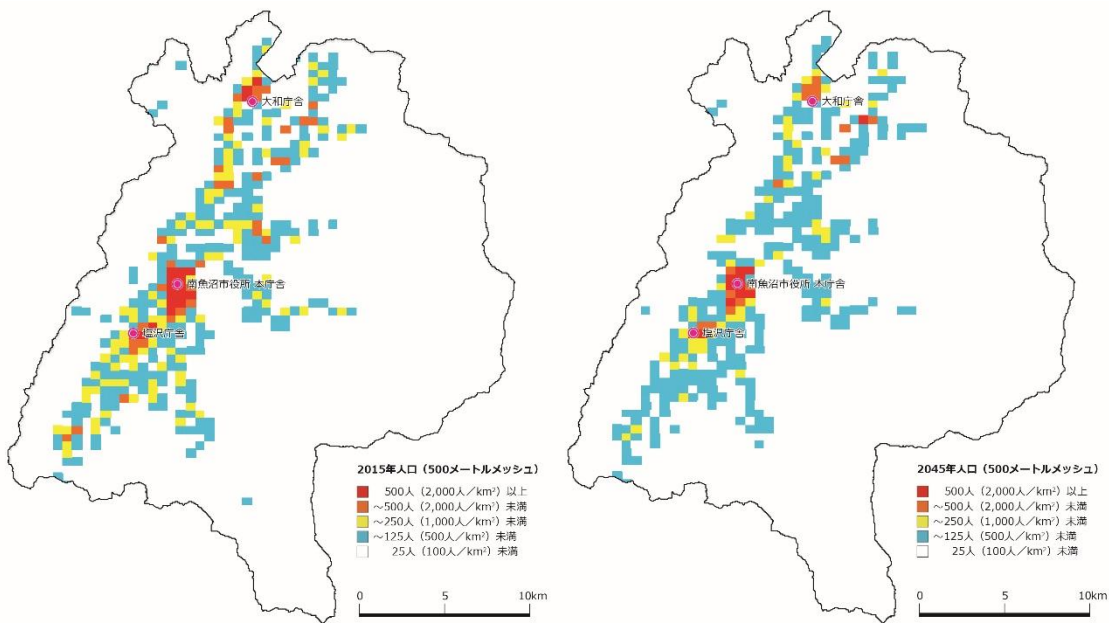 大和庁舎
南魚沼市役所 本庁舎
塩沢庁舎
2015年人口（500メートルメッシュ）
500人（2,000人／km²）以上
～500人（2,000人／km²）未満
～250人（1,000人／km²）未満
～125人（500人／km²）未満
25人（100人／km²）未満
0 5 10km
大和庁舎
南魚沼市役所 本庁舎
塩沢庁舎
2045年人口（500メートルメッシュ）
500人（2,000人／km²）以上
～500人（2,000人／km²）未満
～250人（1,000人／km²）未満
～125人（500人／km²）未満
25人（100人／km²）未満
0 5 10km